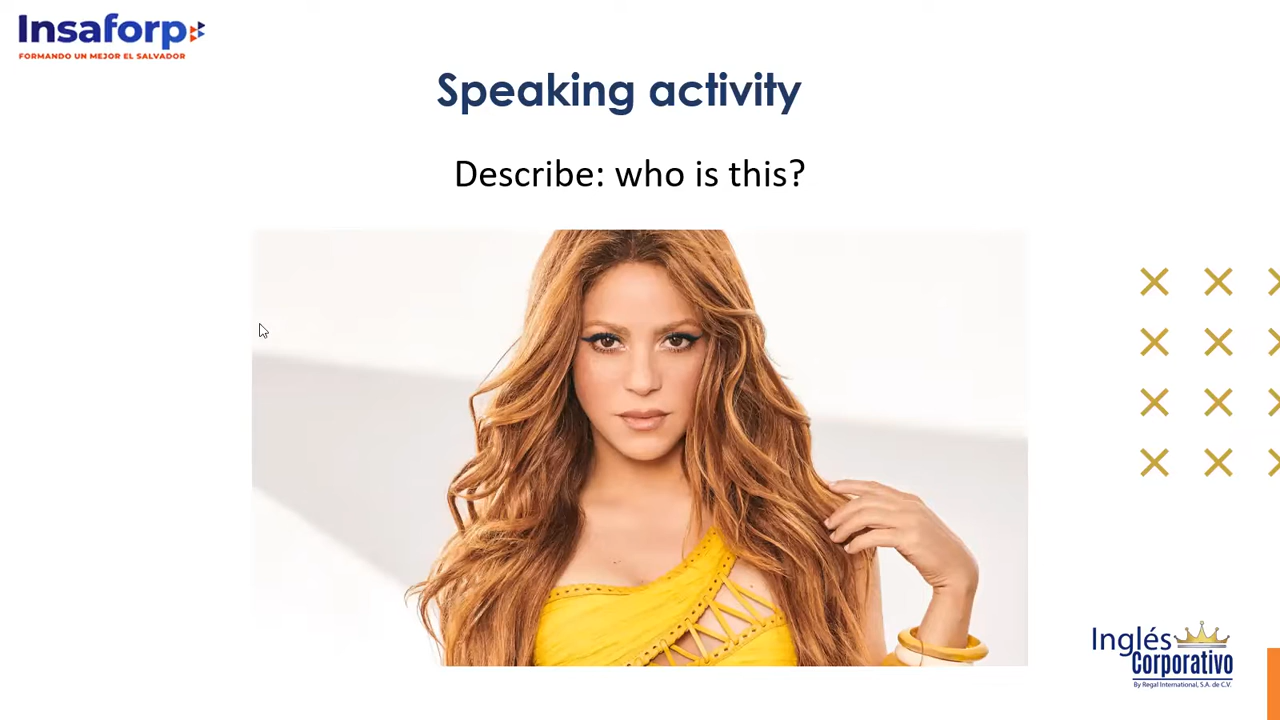 Insaforp
FORMANDO UN MEJOR EL SALVADOR
Speaking activity
Describe: who is this?
Inglés
Corporativo
By Regal International, S.A. de C.V.